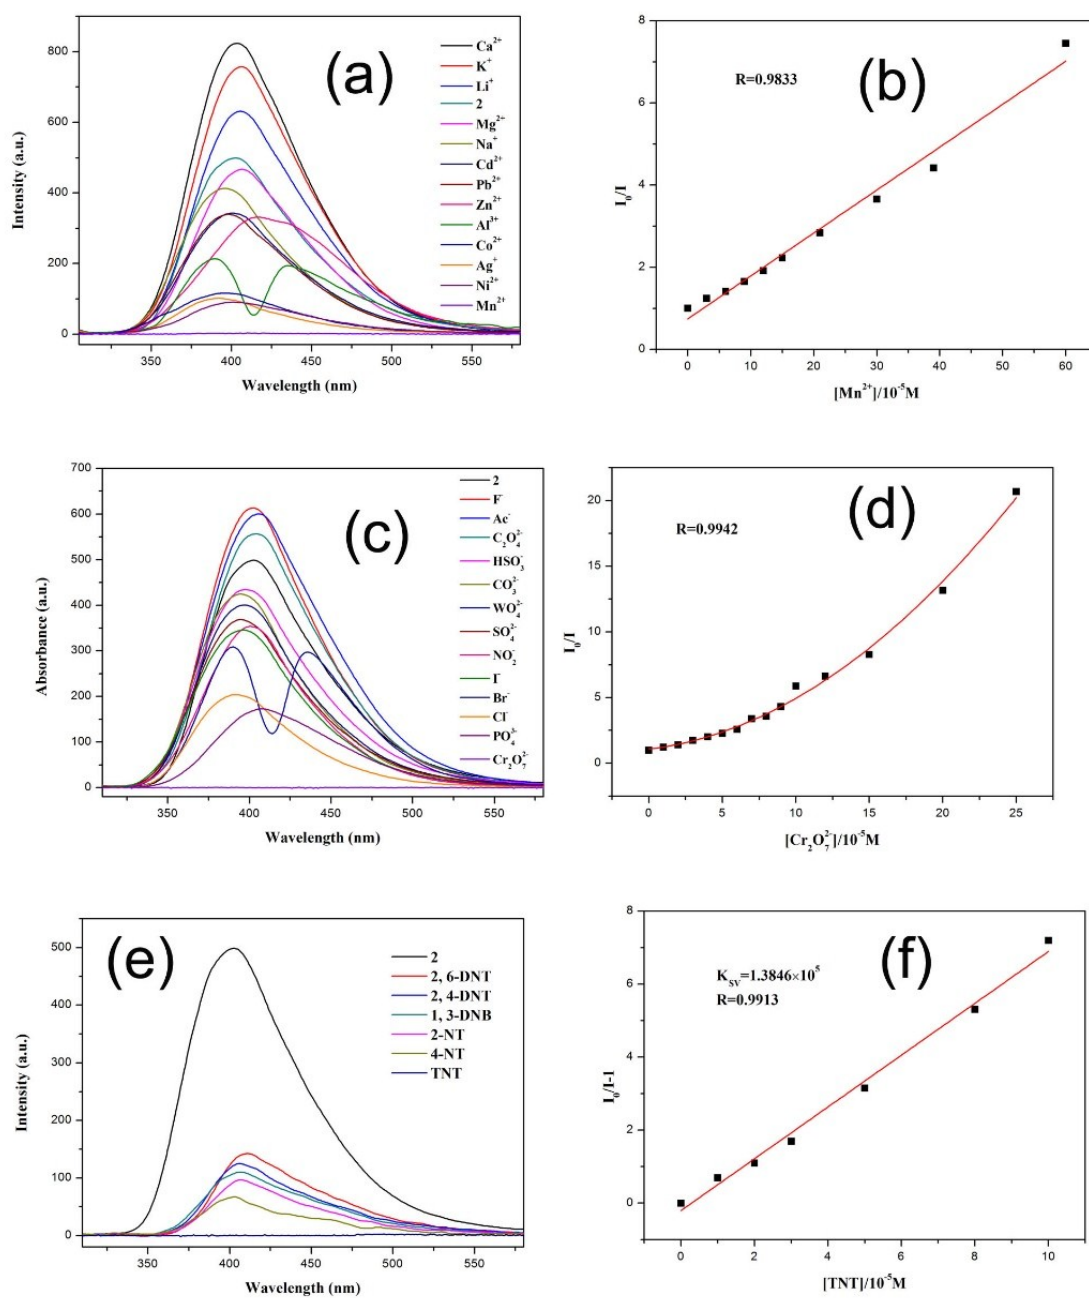 (a)
800
600
400
200
0
350 400 450 500 550
Intensity (a.u.)
Wavelength (nm)
Ca²⁺
K⁺
Li⁺
2
Mg²⁺
Na⁺
Cd²⁺
Pb²⁺
Zn²⁺
Al³⁺
Co²⁺
Ag⁺
Ni²⁺
Mn²⁺
(b)
R=0.9833
8
6
4
2
0
0 10 20 30 40 50 60
I₀/I
[Mn²⁺]/10⁻⁵M
(c)
700
600
500
400
300
200
100
0
350 400 450 500 550
Absorbance (a.u.)
Wavelength (nm)
2
F⁻
Ac⁻
C₂O₄²⁻
HSO₃⁻
CO₃²⁻
WO₄²⁻
SO₄²⁻
NO₂⁻
I⁻
Br⁻
Cl⁻
PO₄³⁻
Cr₂O₇²⁻
(d)
R=0.9942
20
15
10
5
0
0 5 10 15 20 25
I₀/I
[Cr₂O₇²⁻]/10⁻⁵M
(e)
500
400
300
200
100
0
350 400 450 500 550
Intensity (a.u.)
Wavelength (nm)
2
2, 6-DNT
2, 4-DNT
1, 3-DNB
2-NT
4-NT
TNT
(f)
K_SV=1.3846×10⁵
R=0.9913
8
6
4
2
0
0 2 4 6 8 10
I₀/I-1
[TNT]/10⁻⁵M